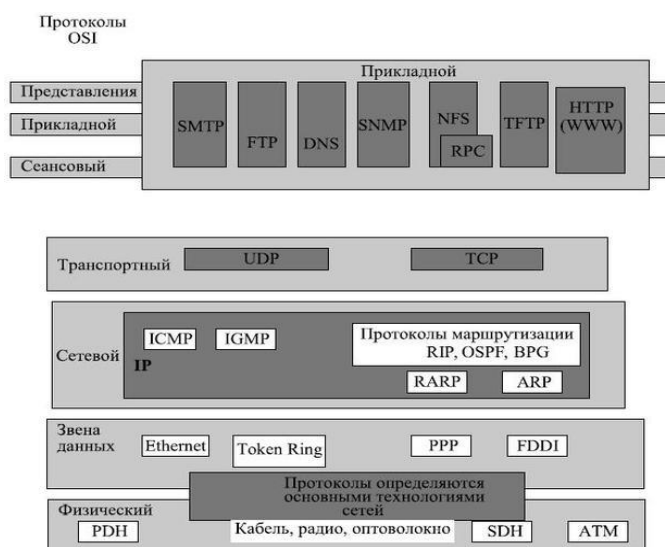 Протоколы
OSI
Прикладной
Представления
Прикладной
Сеансовый
SMTP
FTP
DNS
SNMP
NFS
RPC
TFTP
HTTP
(WWW)
Транспортный
UDP
TCP
Сетевой
ICMP
IGMP
IP
Протоколы маршрутизации
RIP, OSPF, BPG
RARP
ARP
Звена
данных
Ethernet
Token Ring
PPP
FDDI
Протоколы определяются
основными технологиями
сетей
Физический
PDH
Кабель, радио, оптоволокно
SDH
ATM